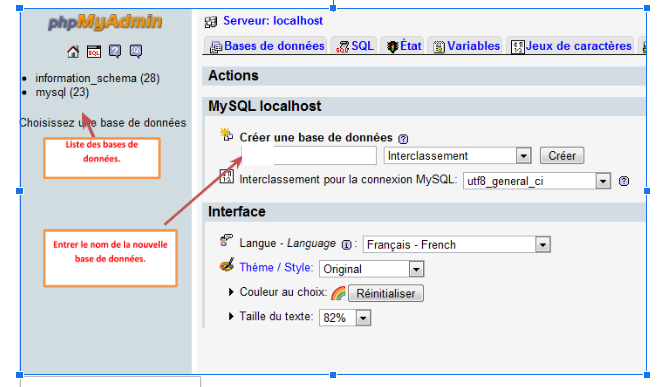 phpMyAdmin
information_schema (28)
mysql (23)
Choisissez une base de données
Liste des bases de
données.
Entrer le nom de la nouvelle
base de données.
Serveur: localhost
Bases de données SQL État Variables Jeux de caractères
Actions
MySQL localhost
Créer une base de données
Interclassement Créer
Interclassement pour la connexion MySQL: utf8_general_ci
Interface
Langue - Language : Français - French
Thème / Style: Original
Couleur au choix: Réinitialiser
Taille du texte: 82%